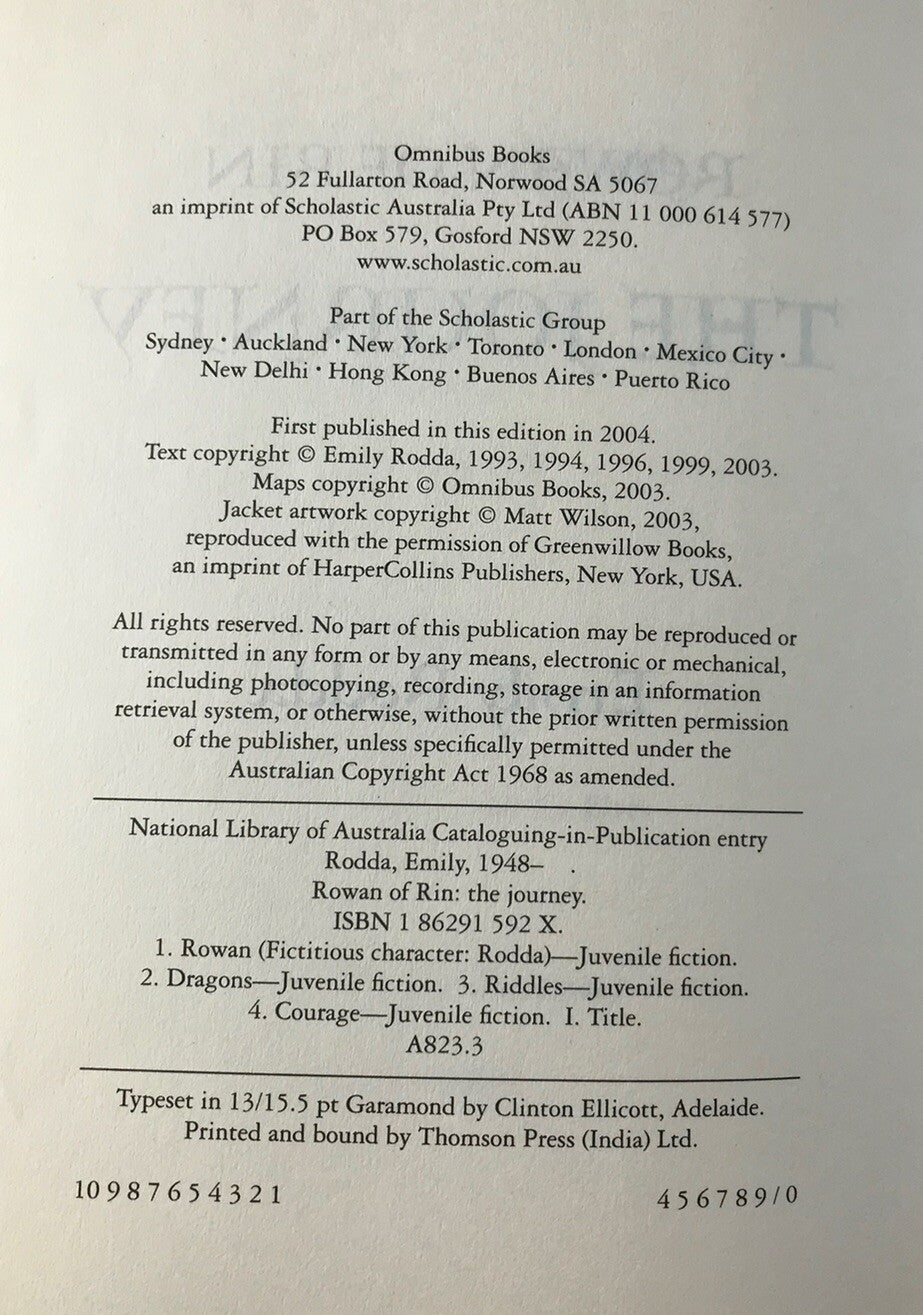 Omnibus Books
52 Fullarton Road, Norwood SA 5067
an imprint of Scholastic Australia Pty Ltd (ABN 11 000 614 577)
PO Box 579, Gosford NSW 2250.
www.scholastic.com.au
Part of the Scholastic Group
Sydney • Auckland • New York • Toronto • London • Mexico City •
New Delhi • Hong Kong • Buenos Aires • Puerto Rico
First published in this edition in 2004.
Text copyright © Emily Rodda, 1993, 1994, 1996, 1999, 2003.
Maps copyright © Omnibus Books, 2003.
Jacket artwork copyright © Matt Wilson, 2003,
reproduced with the permission of Greenwillow Books,
an imprint of HarperCollins Publishers, New York, USA.
All rights reserved. No part of this publication may be reproduced or
transmitted in any form or by any means, electronic or mechanical,
including photocopying, recording, storage in an information
retrieval system, or otherwise, without the prior written permission
of the publisher, unless specifically permitted under the
Australian Copyright Act 1968 as amended.
National Library of Australia Cataloguing-in-Publication entry
Rodda, Emily, 1948– .
Rowan of Rin: the journey.
ISBN 1 86291 592 X.
1. Rowan (Fictitious character: Rodda)—Juvenile fiction.
2. Dragons—Juvenile fiction. 3. Riddles—Juvenile fiction.
4. Courage—Juvenile fiction. I. Title.
A823.3
Typeset in 13/15.5 pt Garamond by Clinton Ellicott, Adelaide.
Printed and bound by Thomson Press (India) Ltd.
10 9 8 7 6 5 4 3 2 1 4 5 6 7 8 9 / 0